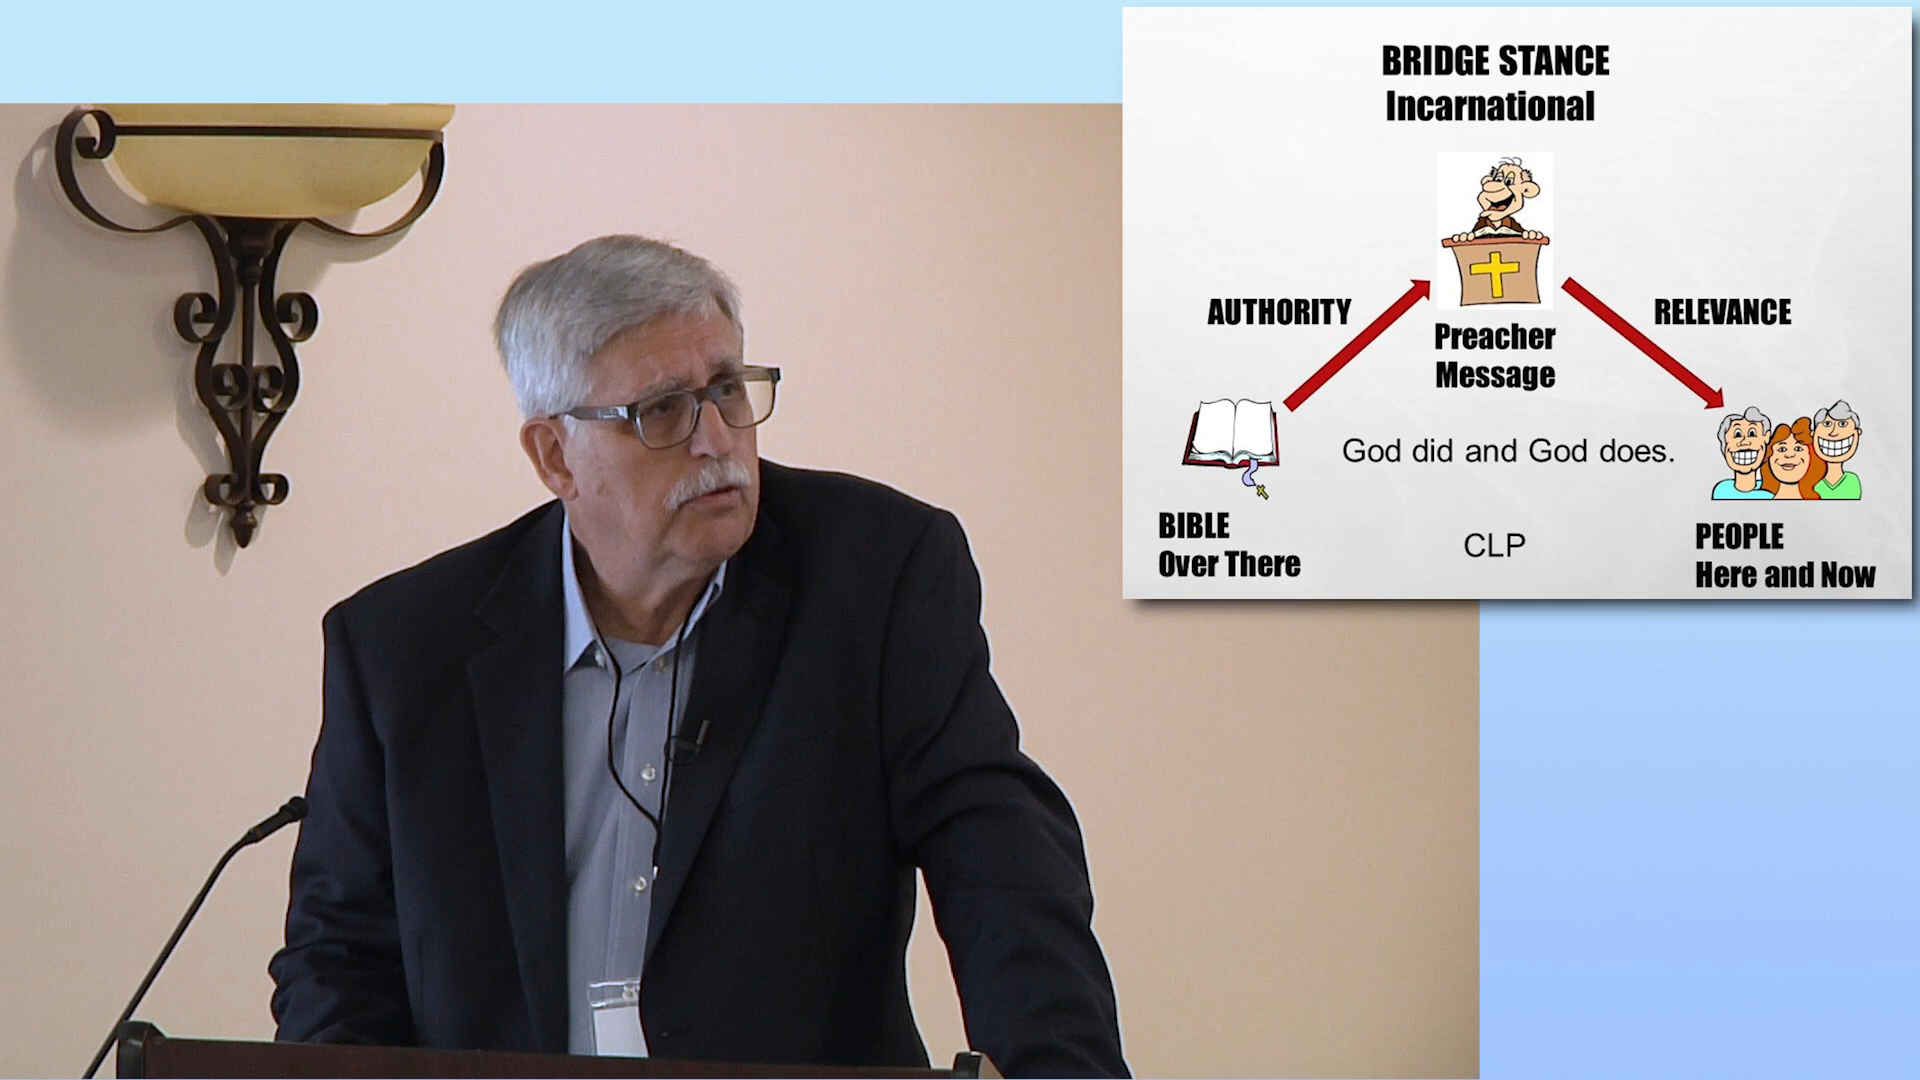 BRIDGE STANCE
Incarnational
AUTHORITY
RELEVANCE
Preacher
Message
God did and God does.
BIBLE
Over There
CLP
PEOPLE
Here and Now